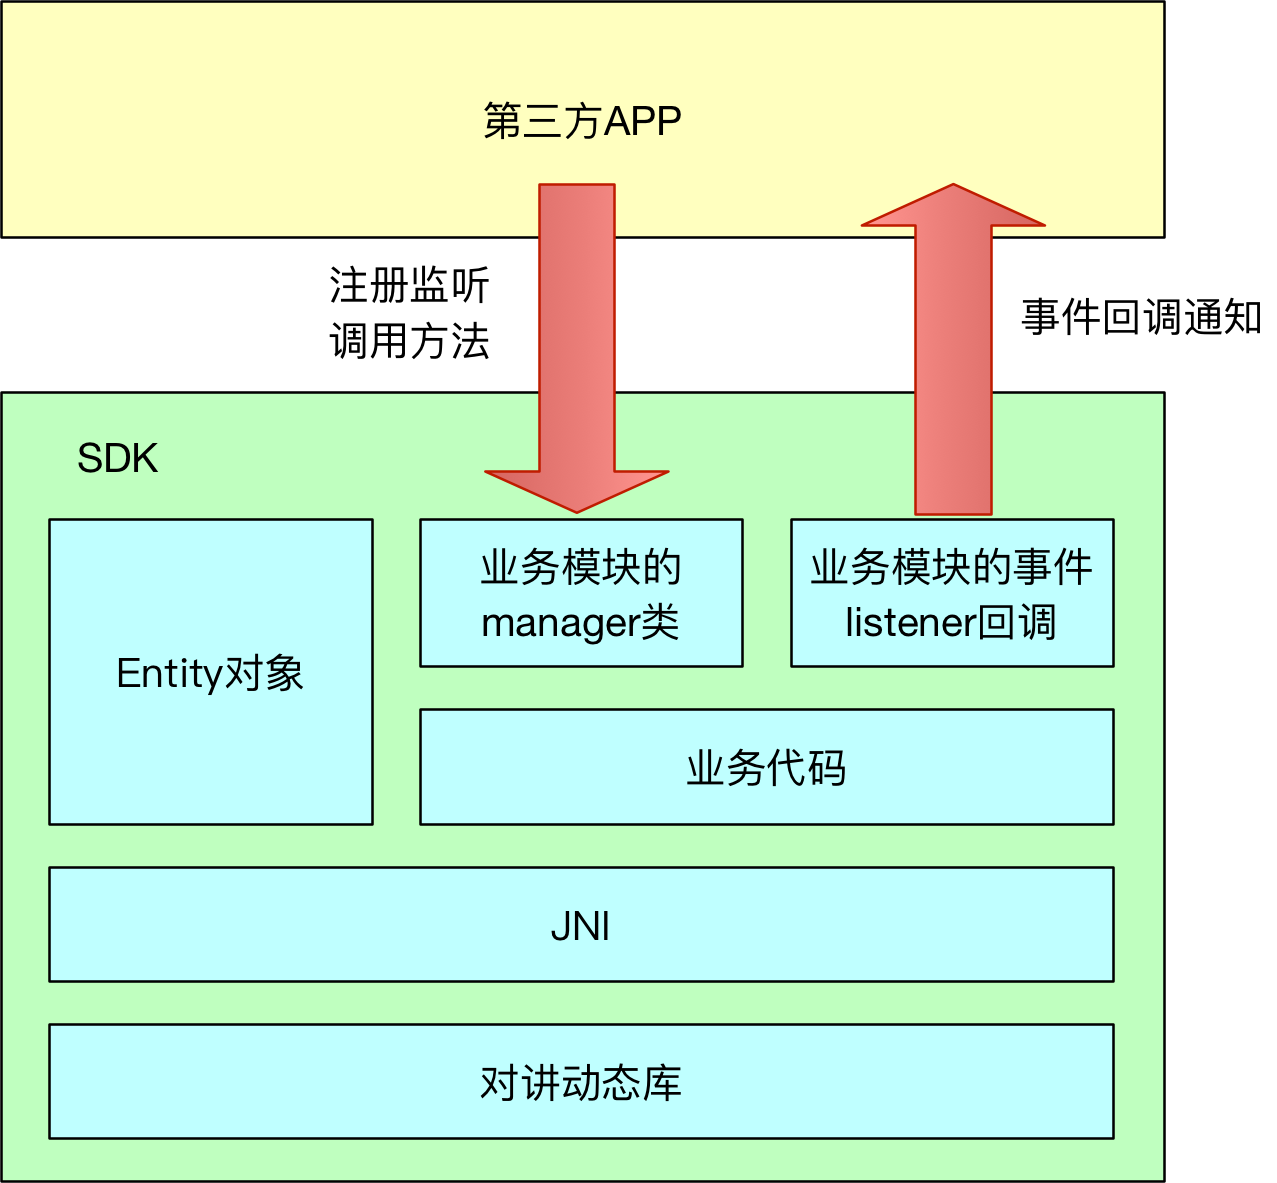 第三方APP
注册监听
调用方法
事件回调通知
SDK
Entity对象
业务模块的
manager类
业务模块的事件
listener回调
业务代码
JNI
对讲动态库